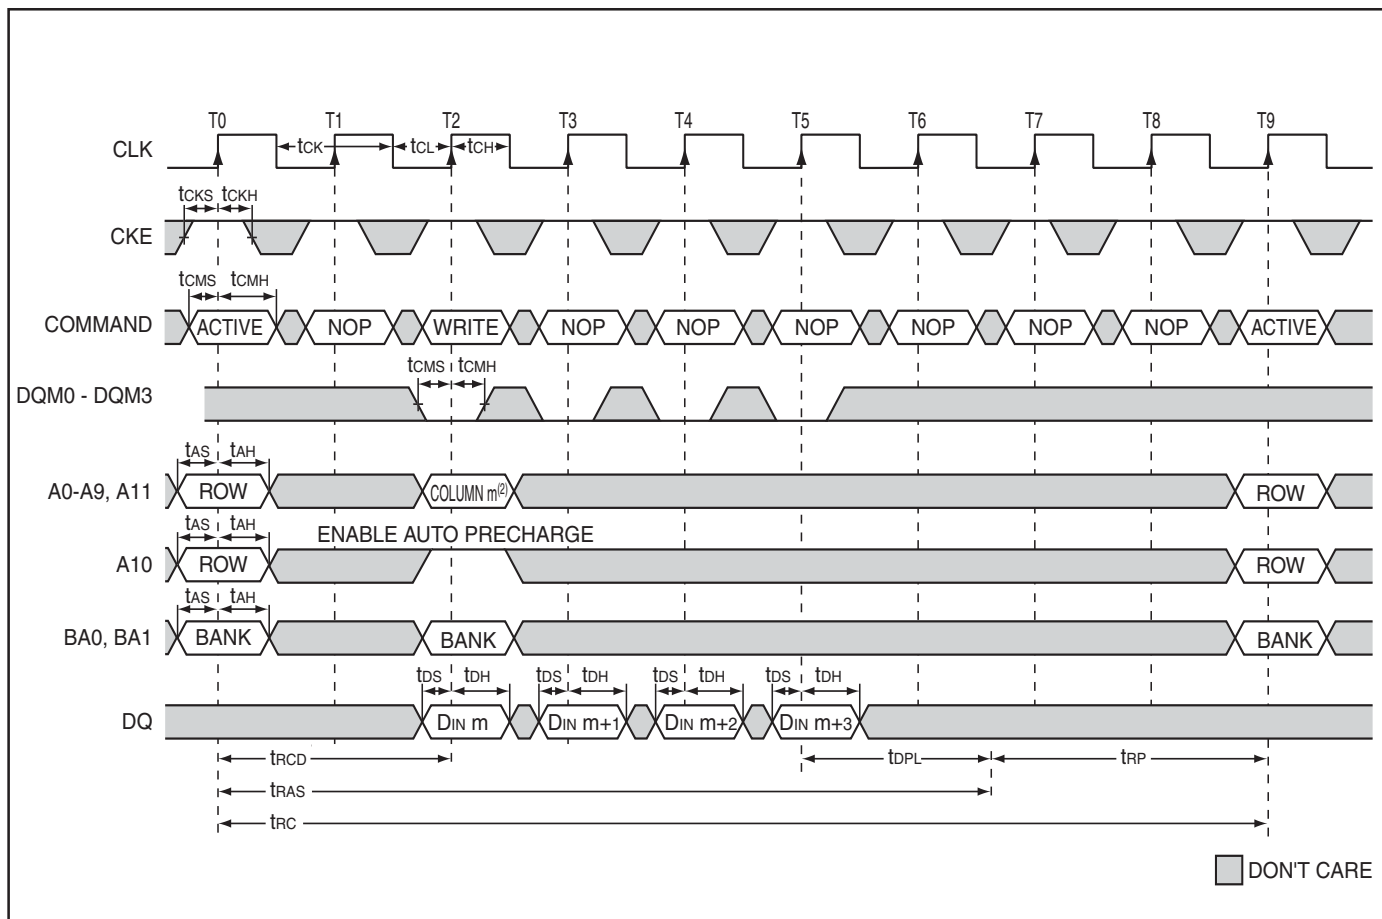 T0 T1 T2 T3 T4 T5 T6 T7 T8 T9
CLK tCK tCL tCH
tCKS tCKH
CKE
tCMS tCMH
COMMAND ACTIVE NOP WRITE NOP NOP NOP NOP NOP NOP ACTIVE
tCMS tCMH
DQM0 - DQM3
tAS tAH
A0-A9, A11 ROW COLUMN m(2) ROW
tAS tAH ENABLE AUTO PRECHARGE
A10 ROW ROW
tAS tAH
BA0, BA1 BANK BANK BANK
tDS tDH tDS tDH tDS tDH tDS tDH
DQ DIN m DIN m+1 DIN m+2 DIN m+3
tRCD tDPL tRP
tRAS
tRC
DON'T CARE